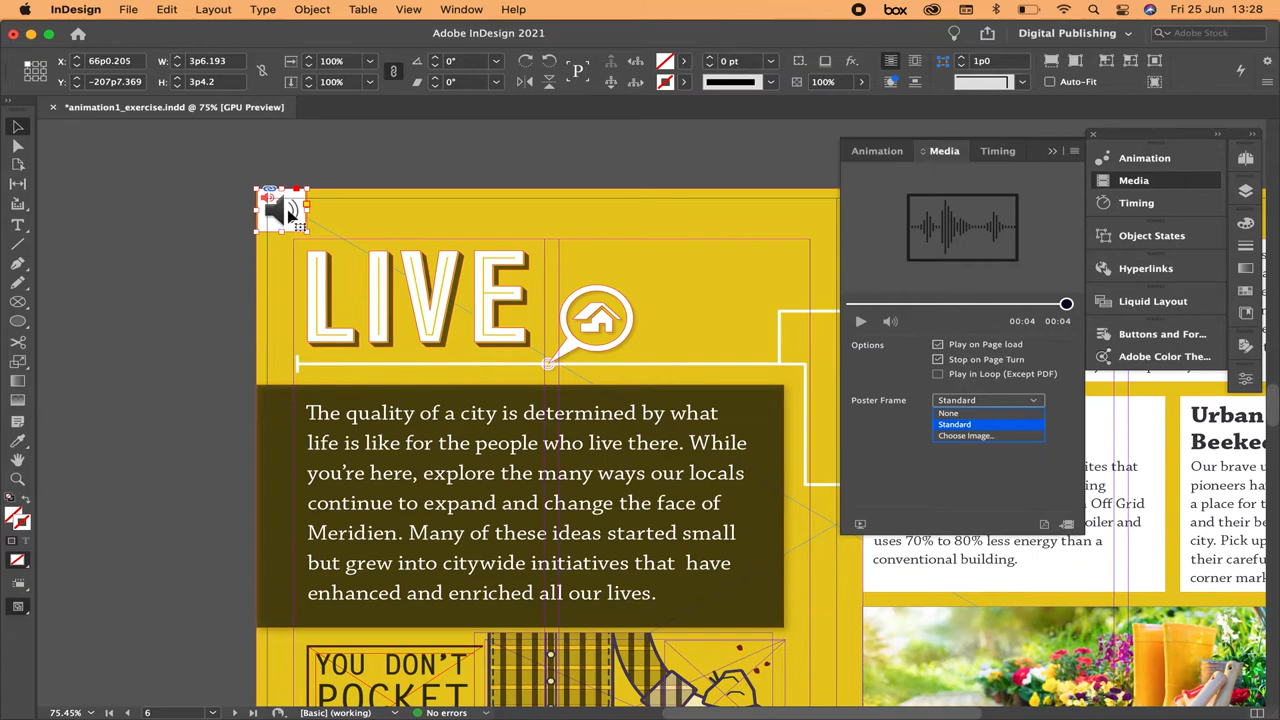 InDesign File Edit Layout Type Object Table View Window Help box Fri 25 Jun 13:28
Adobe InDesign 2021 Digital Publishing Adobe Stock
X: 66p0.205 W: 3p6.193 100% 0° P 0 pt fx. 1p0
Y: -207p7.369 H: 3p4.2 100% 0° 100% Auto-Fit
*animation1_exercise.indd @ 75% [GPU Preview]
Animation Media Timing
Animation
Media
Timing
Object States
Hyperlinks
Liquid Layout
Buttons and For...
Adobe Color The...
00:04 00:04
Options Play on Page load
Stop on Page Turn
Play in Loop (Except PDF)
Poster Frame Standard
None
Standard
Choose Image...
LIVE
The quality of a city is determined by what
life is like for the people who live there. While
you're here, explore the many ways our locals
continue to expand and change the face of
Meridien. Many of these ideas started small
but grew into citywide initiatives that have
enhanced and enriched all our lives.
YOU DON'T
POCKET
ites that
Off Grid
oiler and
uses 70% to 80% less energy than a
conventional building.
Urban
Beekee
Our brave u
pioneers ha
a place for t
and their be
city. Pick up
their carefu
corner mark
75.45% 6 [Basic] (working) No errors